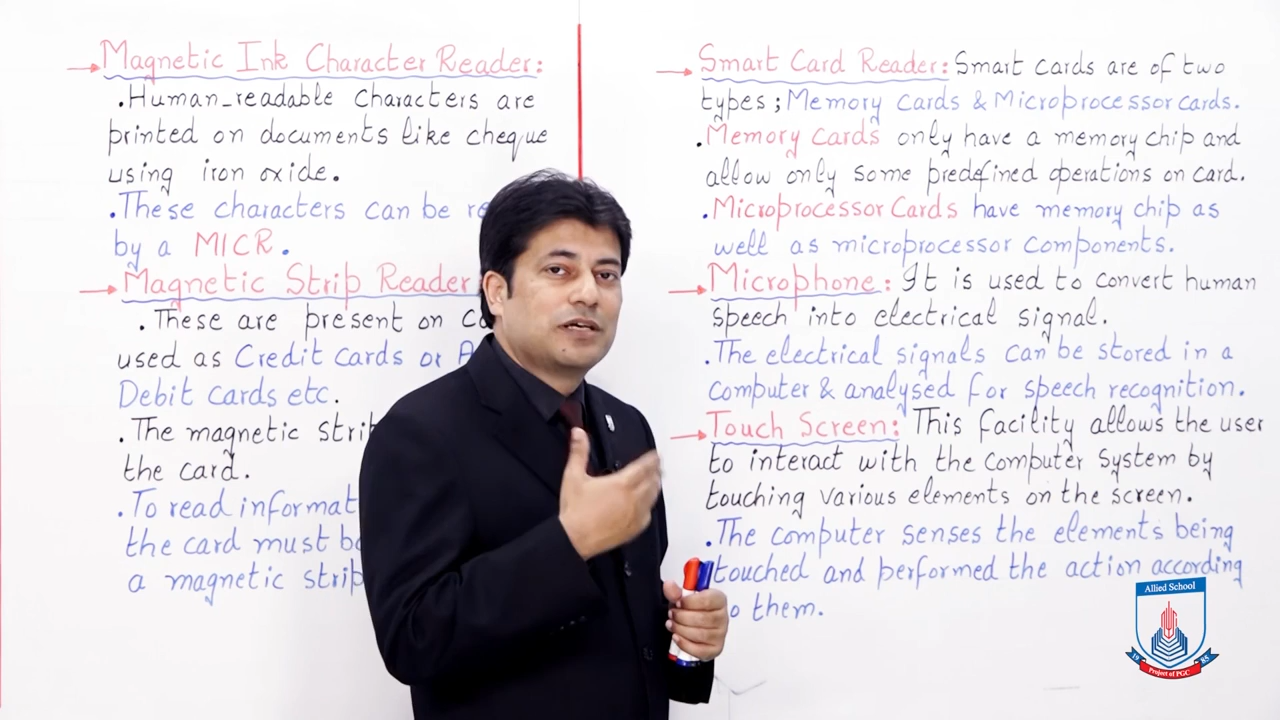 Magnetic Ink Character Reader:
.Human-readable characters are
printed on documents like cheque
using iron oxide.
.These characters can be
by a MICR.
Magnetic Strip Reader
.These are present on
used as Credit cards or
Debit cards etc.
.The magnetic
the card.
.To read
the card must
a magnetic
Smart Card Reader: Smart cards are of two
types; Memory cards & Microprocessor cards.
.Memory cards only have a memory chip and
allow only some predefined operations on card.
.Microprocessor Cards have memory chip as
well as microprocessor components.
Microphone: It is used to convert human
speech into electrical signal.
.The electrical signals can be stored in a
computer & analysed for speech recognition.
Touch Screen: This facility allows the user
to interact with the computer system by
touching various elements on the screen.
.The computer senses the elements being
touched and performed the action according
them.
Allied School
19 85
Project of PGC